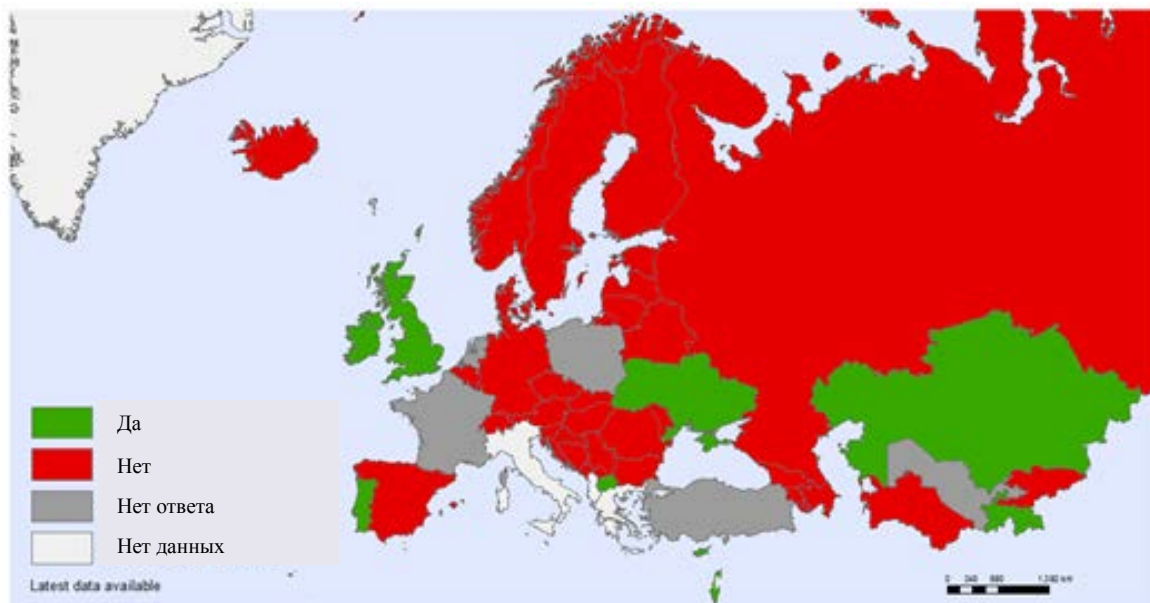 Да
Нет
Нет ответа
Нет данных
Latest data available